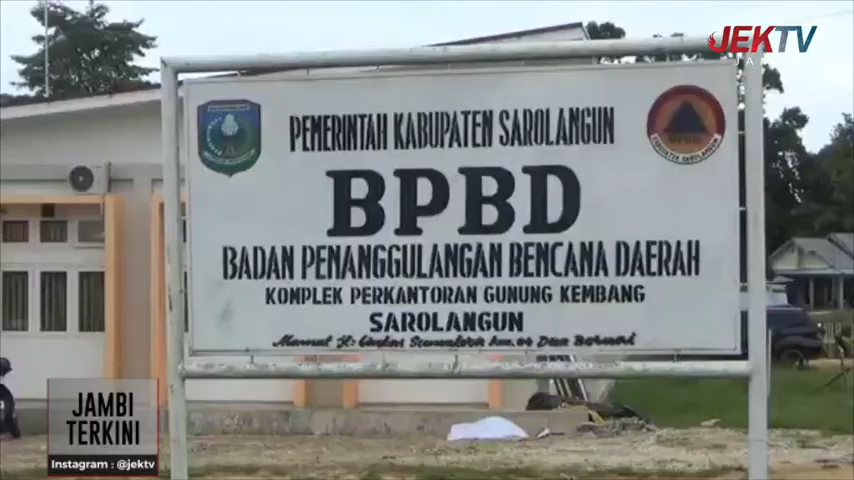 JEKTV
PEMERINTAH KABUPATEN SAROLANGUN
BPBD
BADAN PENANGGULANGAN BENCANA DAERAH
KOMPLEK PERKANTORAN GUNUNG KEMBANG
SAROLANGUN
JAMBI
TERKINI
Instagram : @jektv